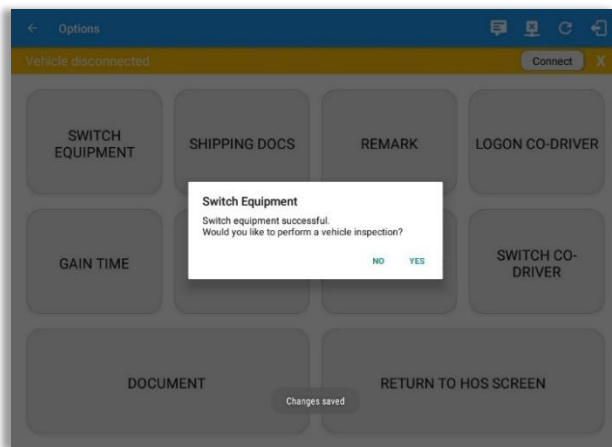 Options
Vehicle disconnected
Connect
X
SWITCH
EQUIPMENT
SHIPPING DOCS
REMARK
LOGON CO-DRIVER
Switch Equipment
Switch equipment successful.
Would you like to perform a vehicle inspection?
NO YES
GAIN TIME
SWITCH CO-
DRIVER
DOCUMENT
RETURN TO HOS SCREEN
Changes saved